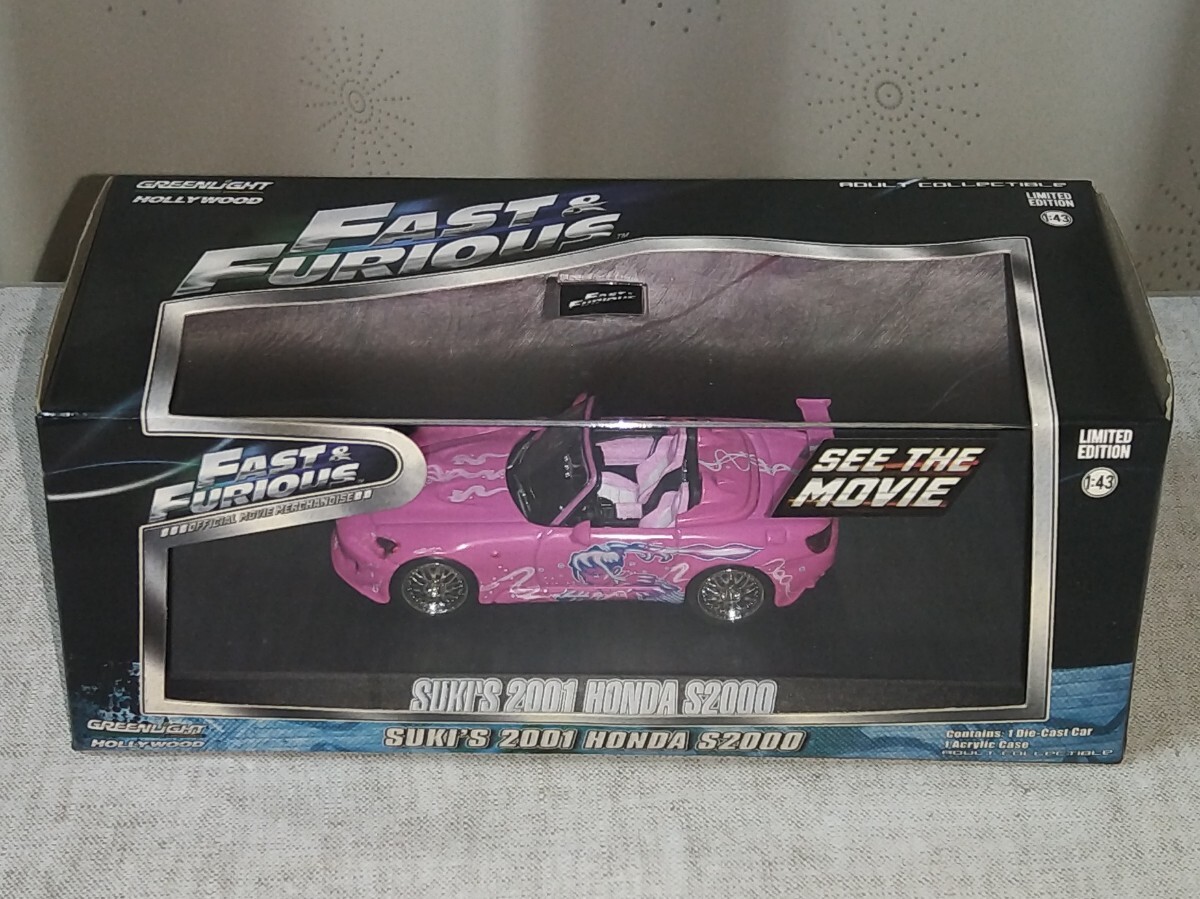 GREENLIGHT
HOLLYWOOD
FAST &
FURIOUS™
ADULT COLLECTIBLE
LIMITED
EDITION
1:43
FAST &
FURIOUS
FAST &
FURIOUS
OFFICIAL MOVIE MERCHANDISE
SEE THE
MOVIE
LIMITED
EDITION
1:43
SUKI'S 2001 HONDA S2000
GREENLIGHT
HOLLYWOOD
SUKI'S 2001 HONDA S2000
Contains: 1 Die-Cast Car
1 Acrylic Case
ADULT COLLECTIBLE